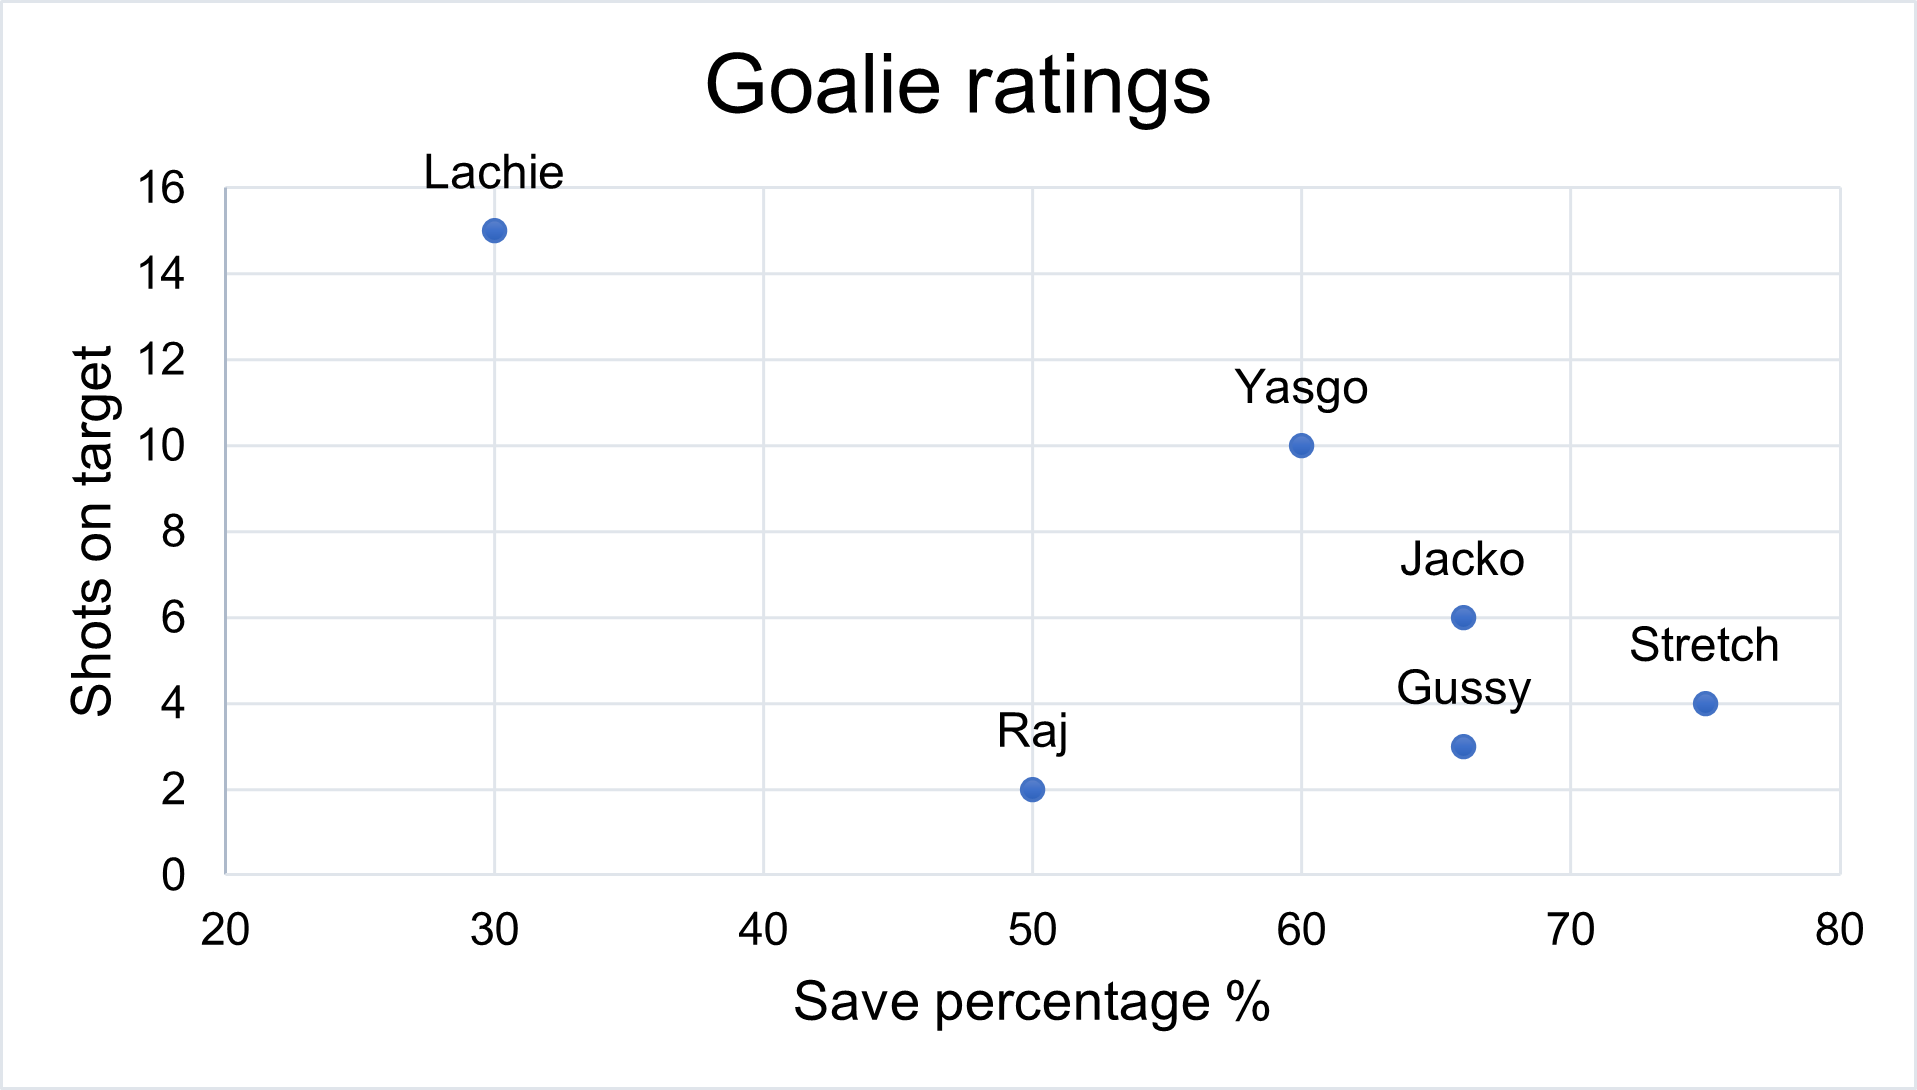 Goalie ratings
Lachie
16
14
12
Yasgo
10
8
Jacko
6
Stretch
Gussy
4
Raj
2
0
Shots on target
20 30 40 50 60 70 80
Save percentage %